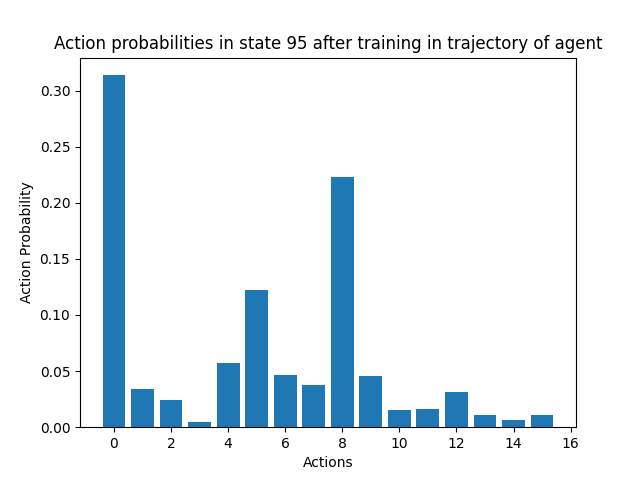 Action probabilities in state 95 after training in trajectory of agent
0.30
0.25
0.20
0.15
0.10
0.05
0.00
Action Probability
0 2 4 6 8 10 12 14 16
Actions